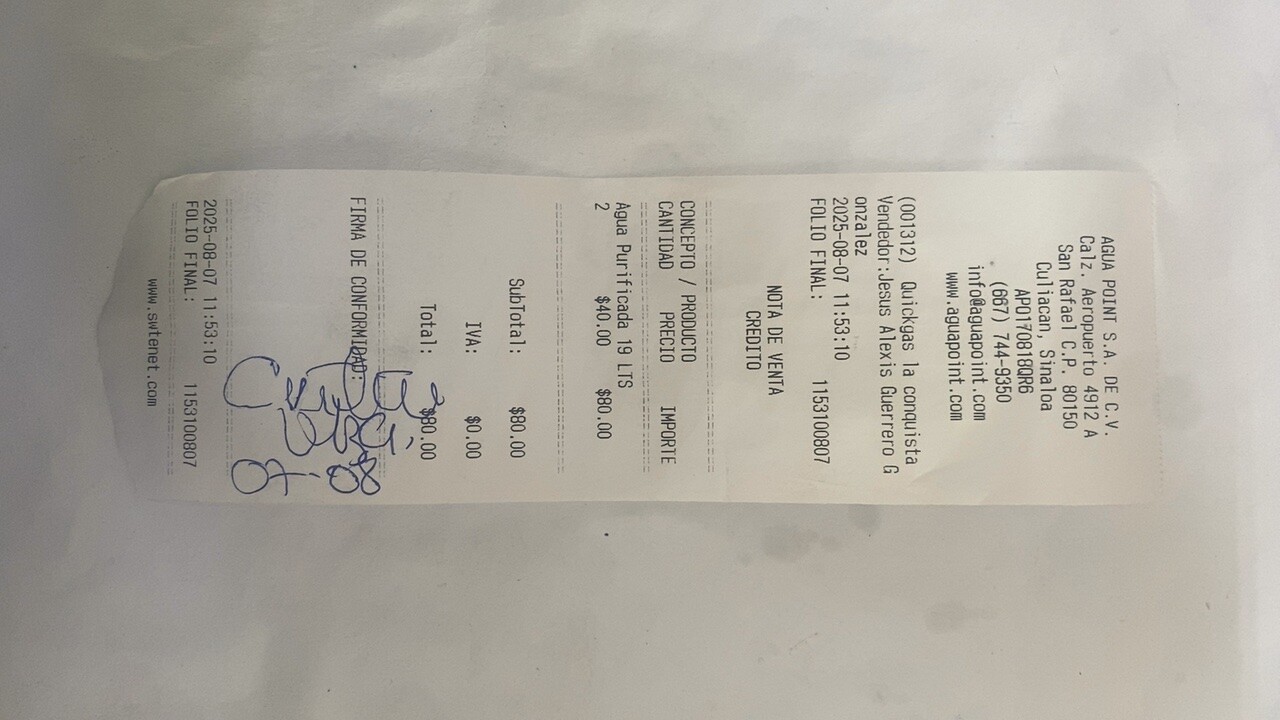 AGUA POINT S.A. DE C.V.
Calz. Aeropuerto 4912 A
San Rafael C.P. 80150
Culiacan, Sinaloa
APO170818QR6
(667) 744-9350
info@aguapoint.com
www.aguapoint.com
(001312) Quickgas la conquista
Vendedor:Jesus Alexis Guerrero G
onzalez
2025-08-07 11:53:10
FOLIO FINAL: 1153100807
NOTA DE VENTA
CREDITO
CONCEPTO / PRODUCTO
CANTIDAD PRECIO IMPORTE
Agua Purificada 19 LTS
2 $40.00 $80.00
SubTotal: $80.00
IVA: $0.00
Total: $80.00
FIRMA DE CONFORMIDAD:
2025-08-07 11:53:10
FOLIO FINAL: 1153100807
www.swtenet.com